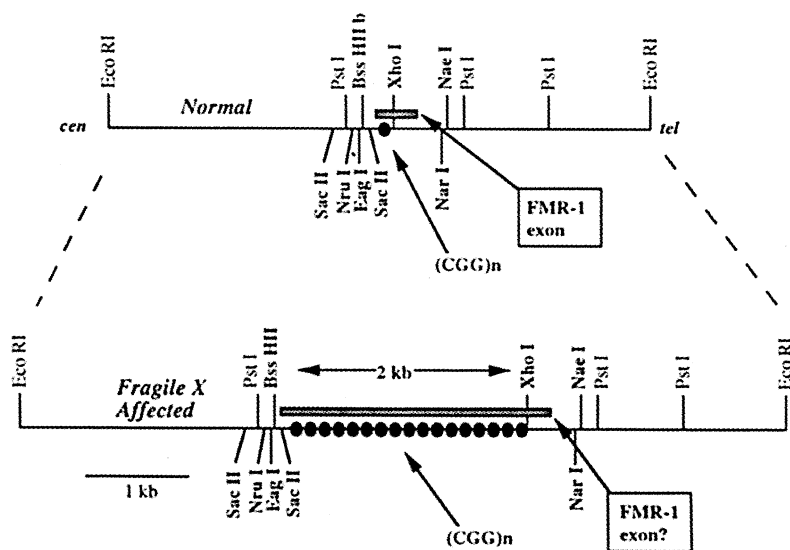 Eco RI
Pst I
Bss HII b
Xho I
Nae I
Pst I
Pst I
Eco RI
Normal
cen
tel
Sac II
Nru I
Eag I
Sac II
Nar I
FMR-1
exon
(CGG)n
Eco RI
Pst I
Bss HII
2 kb
Xho I
Nae I
Pst I
Pst I
Eco RI
Fragile X
Affected
Sac II
Nru I
Eag I
Sac II
Nar I
1 kb
(CGG)n
FMR-1
exon?